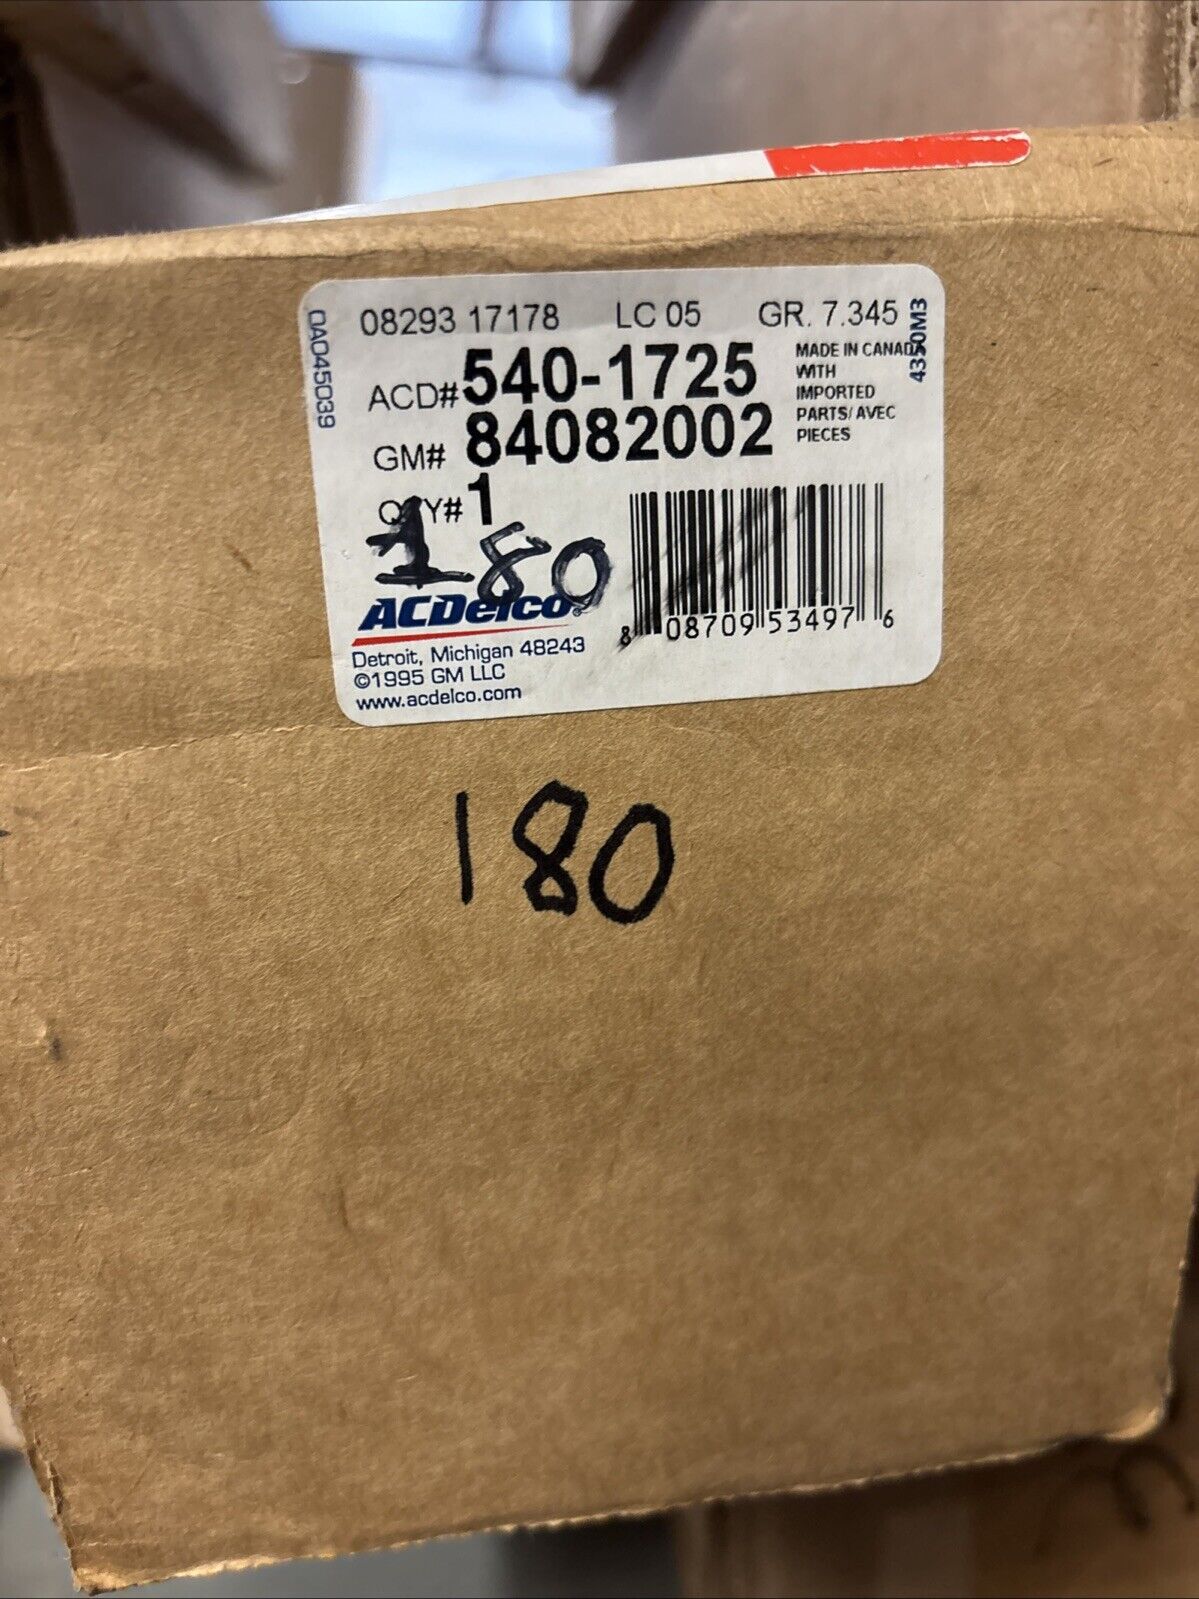 08293 17178 LC 05 GR. 7.345
ACD# 540-1725
GM# 84082002
QTY# 1
MADE IN CANADA
WITH
IMPORTED
PARTS/ AVEC
PIECES
0A045039
4350M3
180
ACDelco®
Detroit, Michigan 48243
©1995 GM LLC
www.acdelco.com
8 08709 53497 6
180